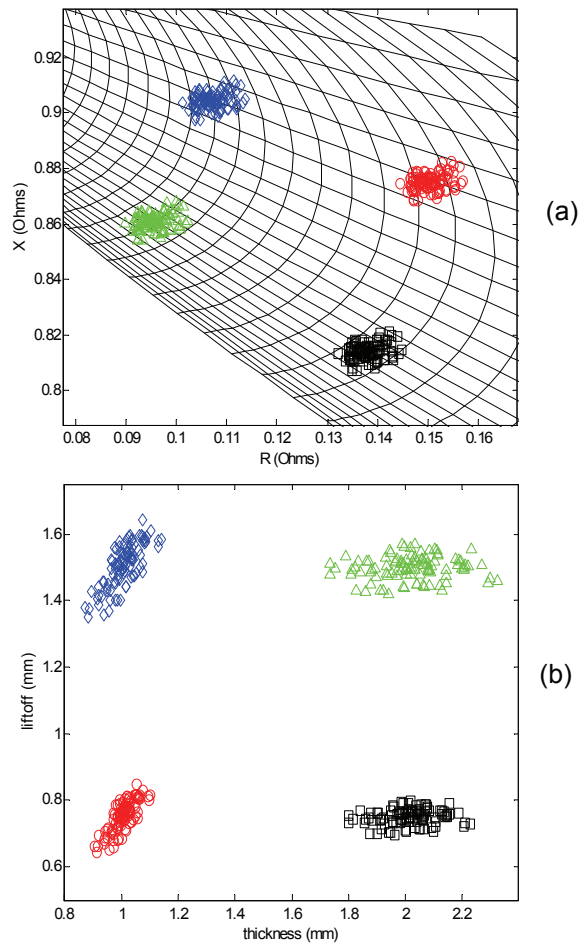 0.92
0.9
0.88
0.86
0.84
0.82
0.8
X (Ohms)
0.08 0.09 0.1 0.11 0.12 0.13 0.14 0.15 0.16
R (Ohms)
(a)
1.6
1.4
1.2
1
0.8
0.6
liftoff (mm)
0.8 1 1.2 1.4 1.6 1.8 2 2.2
thickness (mm)
(b)